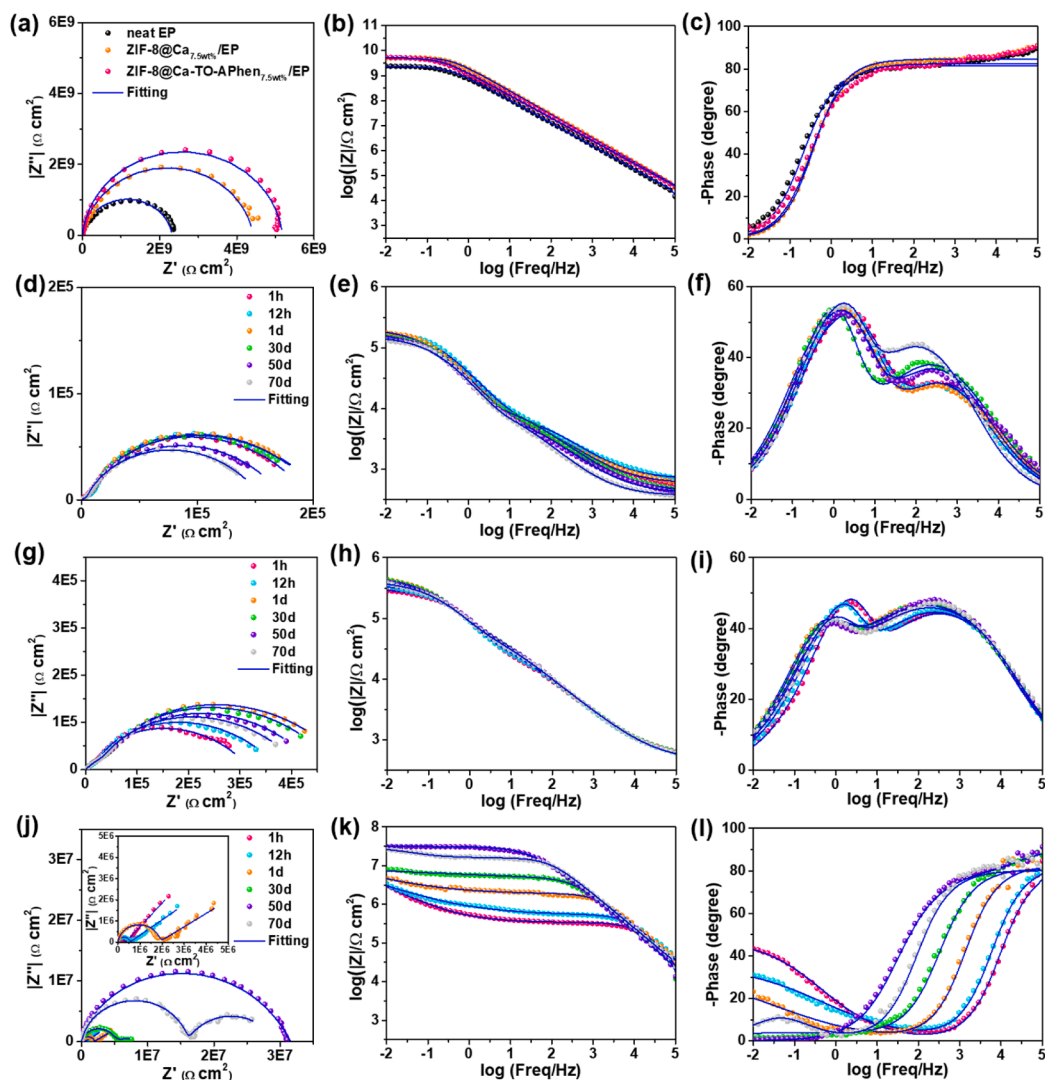 (a)
6E9
4E9
2E9
0
|Z''| (Ω cm²)
neat EP
ZIF-8@Ca7.5wt%/EP
ZIF-8@Ca-TO-APhen7.5wt%/EP
Fitting
0 2E9 4E9 6E9
Z' (Ω cm²)
(b)
11
10
9
8
7
6
5
4
3
log(|Z|/Ω cm²)
-2 -1 0 1 2 3 4 5
log (Freq/Hz)
(c)
100
80
60
40
20
0
-Phase (degree)
-2 -1 0 1 2 3 4 5
log (Freq/Hz)
(d)
2E5
1E5
0
|Z''| (Ω cm²)
1h
12h
1d
30d
50d
70d
Fitting
0 1E5 2E5
Z' (Ω cm²)
(e)
6
5
4
3
log(|Z|/Ω cm²)
-2 -1 0 1 2 3 4 5
log (Freq/Hz)
(f)
60
40
20
0
-Phase (degree)
-2 -1 0 1 2 3 4 5
log (Freq/Hz)
(g)
4E5
3E5
2E5
1E5
0
|Z''| (Ω cm²)
1h
12h
1d
30d
50d
70d
Fitting
0 1E5 2E5 3E5 4E5
Z' (Ω cm²)
(h)
6
5
4
3
log(|Z|/Ω cm²)
-2 -1 0 1 2 3 4 5
log (Freq/Hz)
(i)
60
40
20
0
-Phase (degree)
-2 -1 0 1 2 3 4 5
log (Freq/Hz)
(j)
3E7
2E7
1E7
0
|Z''| (Ω cm²)
5E6
4E6
3E6
2E6
1E6
0
|Z''| (Ω cm²)
0 1E6 2E6 3E6 4E6 5E6
Z' (Ω cm²)
1h
12h
1d
30d
50d
70d
Fitting
0 1E7 2E7 3E7
Z' (Ω cm²)
(k)
8
7
6
5
4
3
log(|Z|/Ω cm²)
-2 -1 0 1 2 3 4 5
log (Freq/Hz)
(l)
100
80
60
40
20
0
-Phase (degree)
-2 -1 0 1 2 3 4 5
log (Freq/Hz)